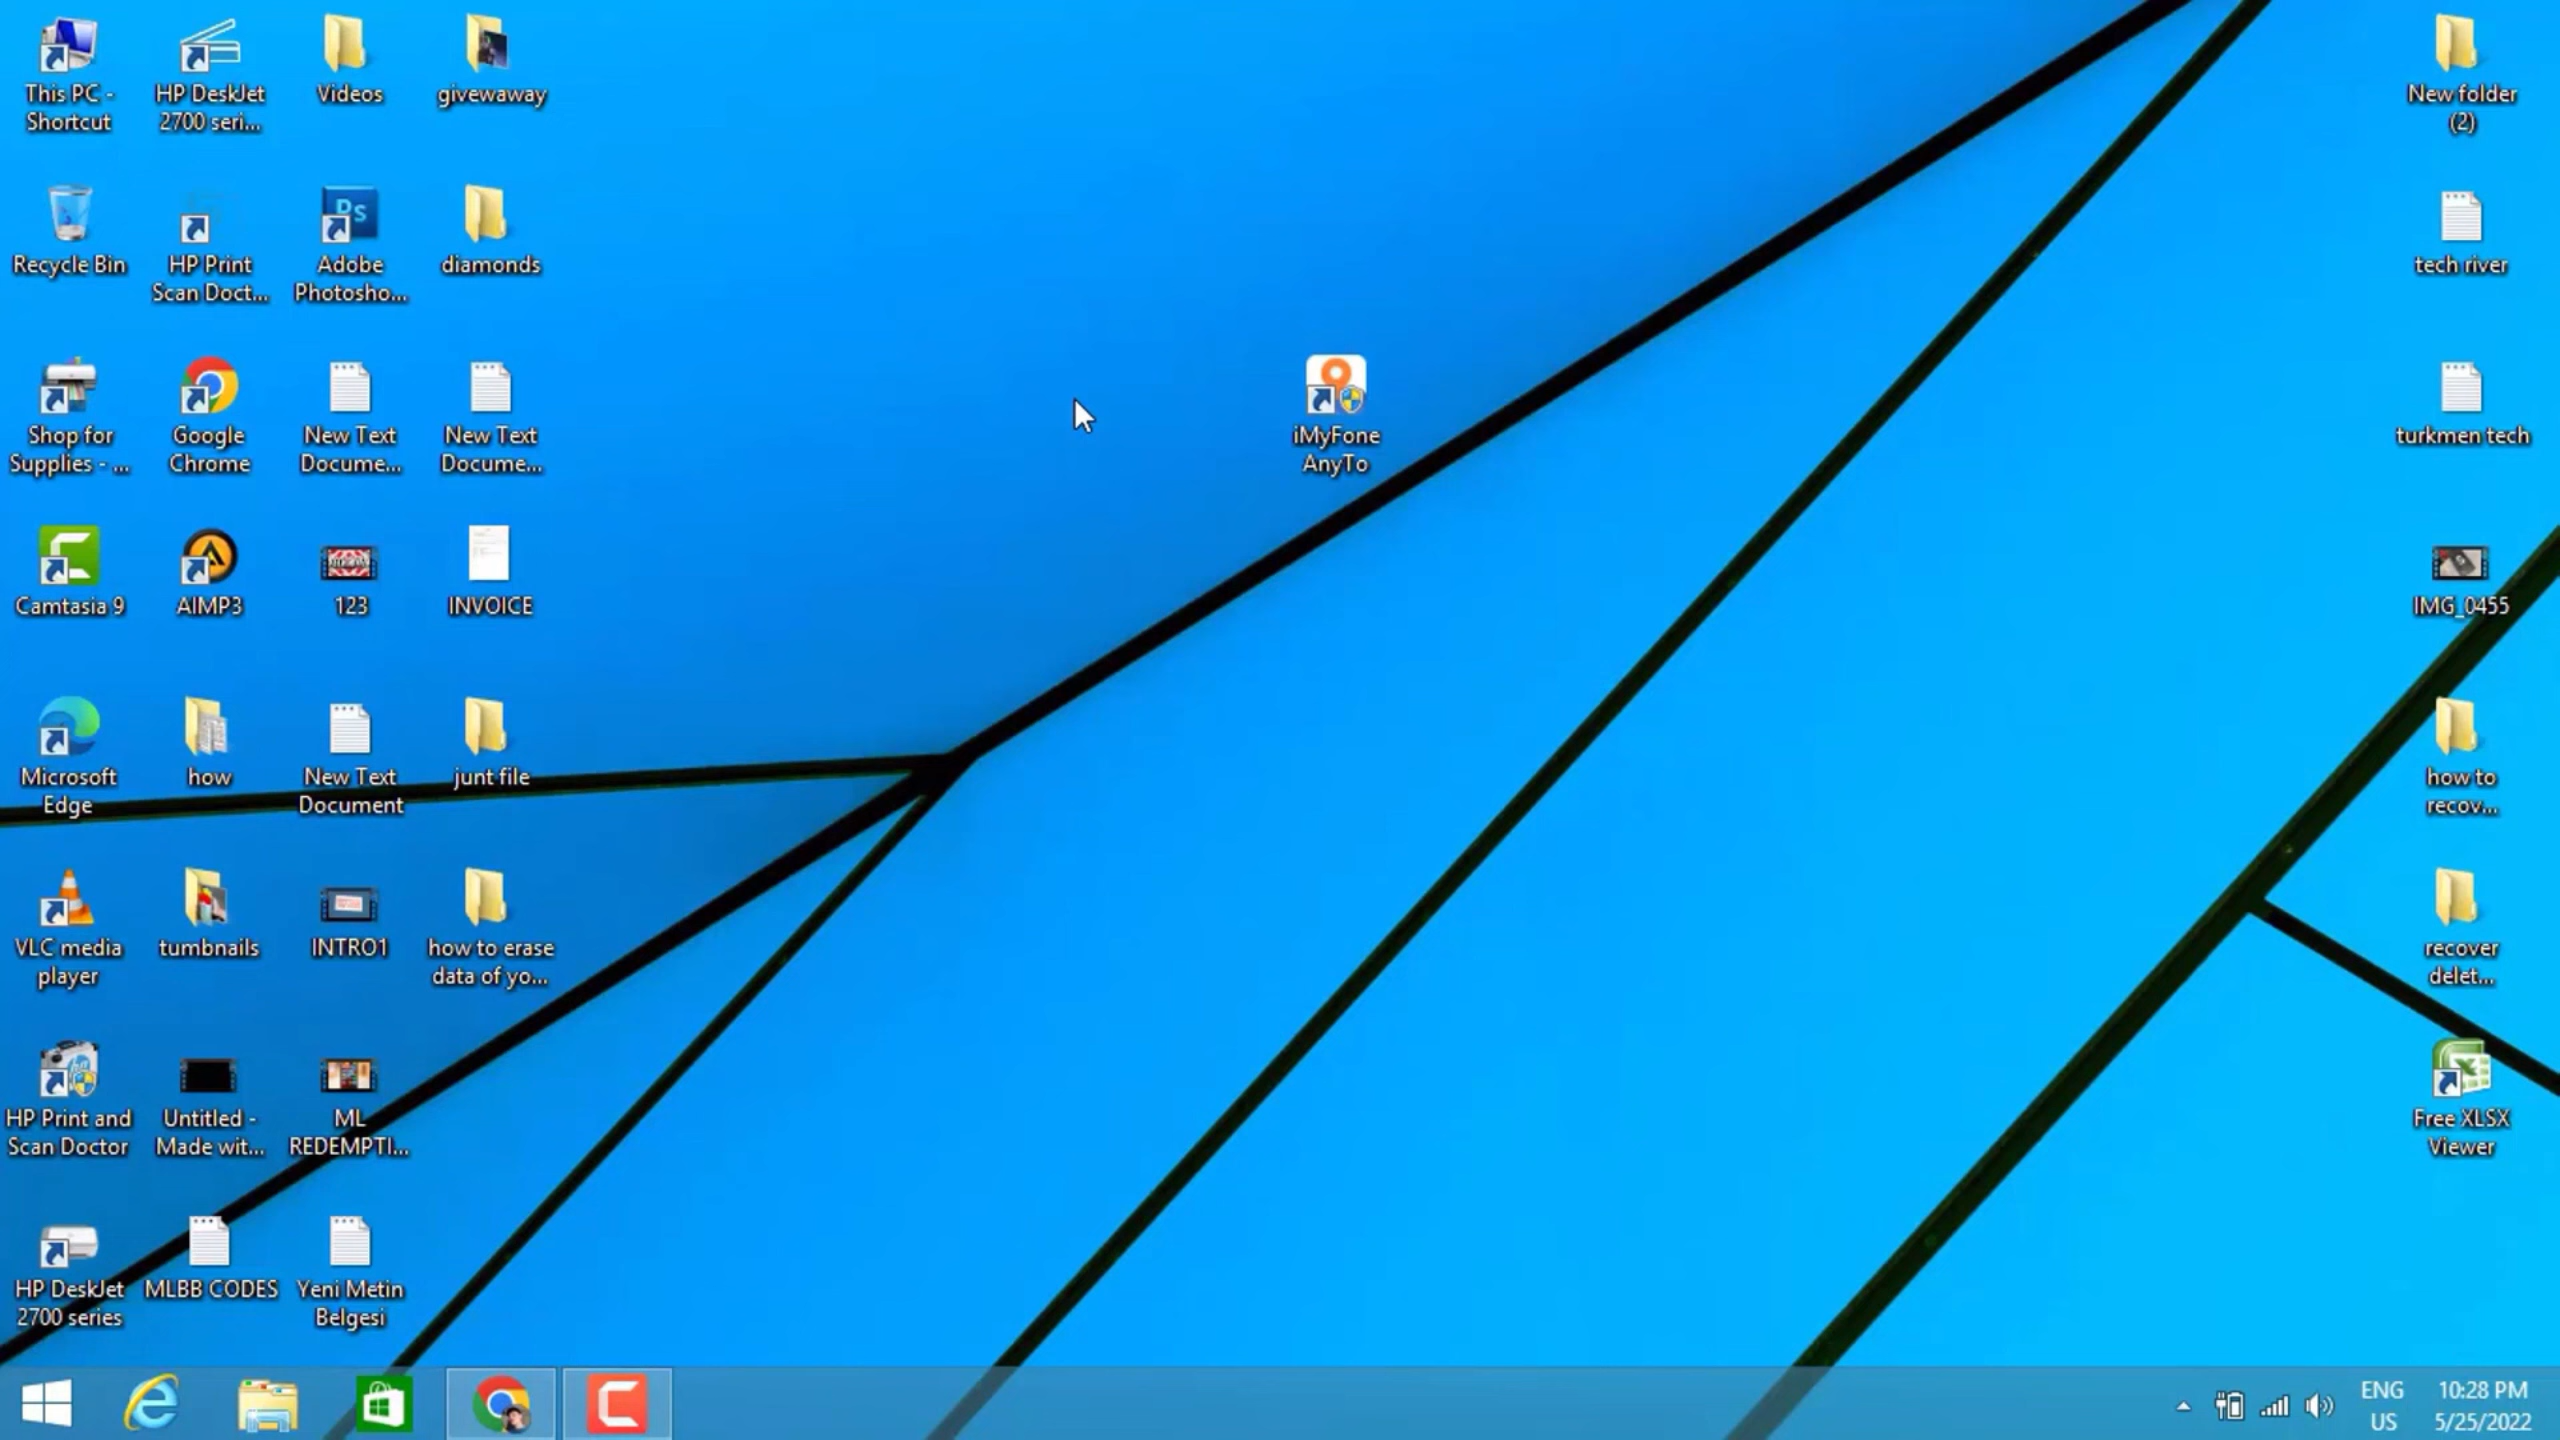 This PC -
Shortcut
HP DeskJet
2700 seri...
Videos
givewaway
New folder
(2)
Recycle Bin
HP Print
Scan Doct...
Ps
Adobe
Photosho...
diamonds
tech river
Shop for
Supplies - ...
Google
Chrome
New Text
Docume...
New Text
Docume...
iMyFone
AnyTo
turkmen tech
Camtasia 9
AIMP3
123
INVOICE
IMG_0455
Microsoft
Edge
how
New Text
Document
junt file
how to
recov...
VLC media
player
tumbnails
INTRO1
how to erase
data of yo...
recover
delet...
HP Print and
Scan Doctor
Untitled -
Made wit...
ML
REDEMPTI...
Free XLSX
Viewer
HP DeskJet
2700 series
MLBB CODES
Yeni Metin
Belgesi
ENG
US
10:28 PM
5/25/2022